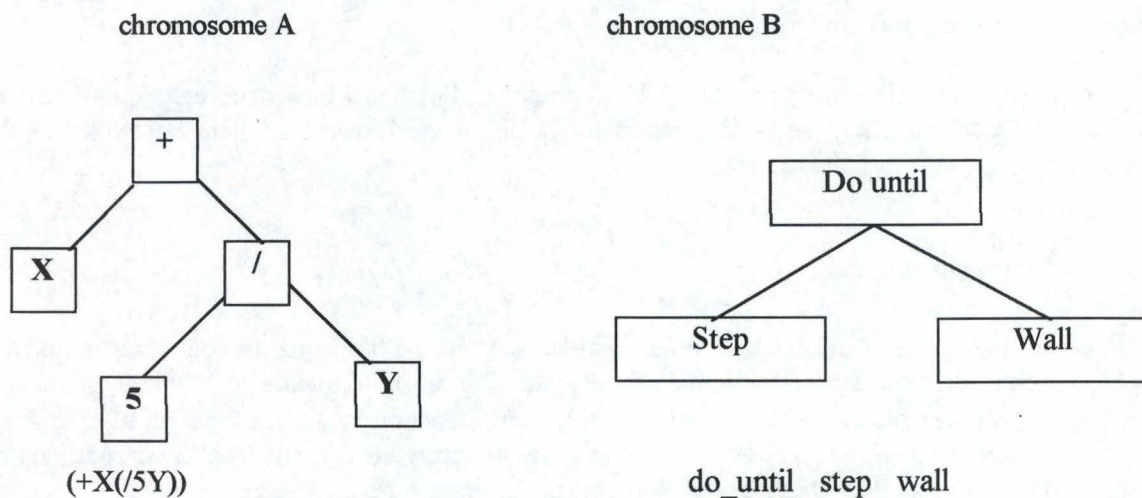 chromosome A chromosome B
+
Do until
X /
Step Wall
5 Y
(+X(/5Y)) do_until step wall